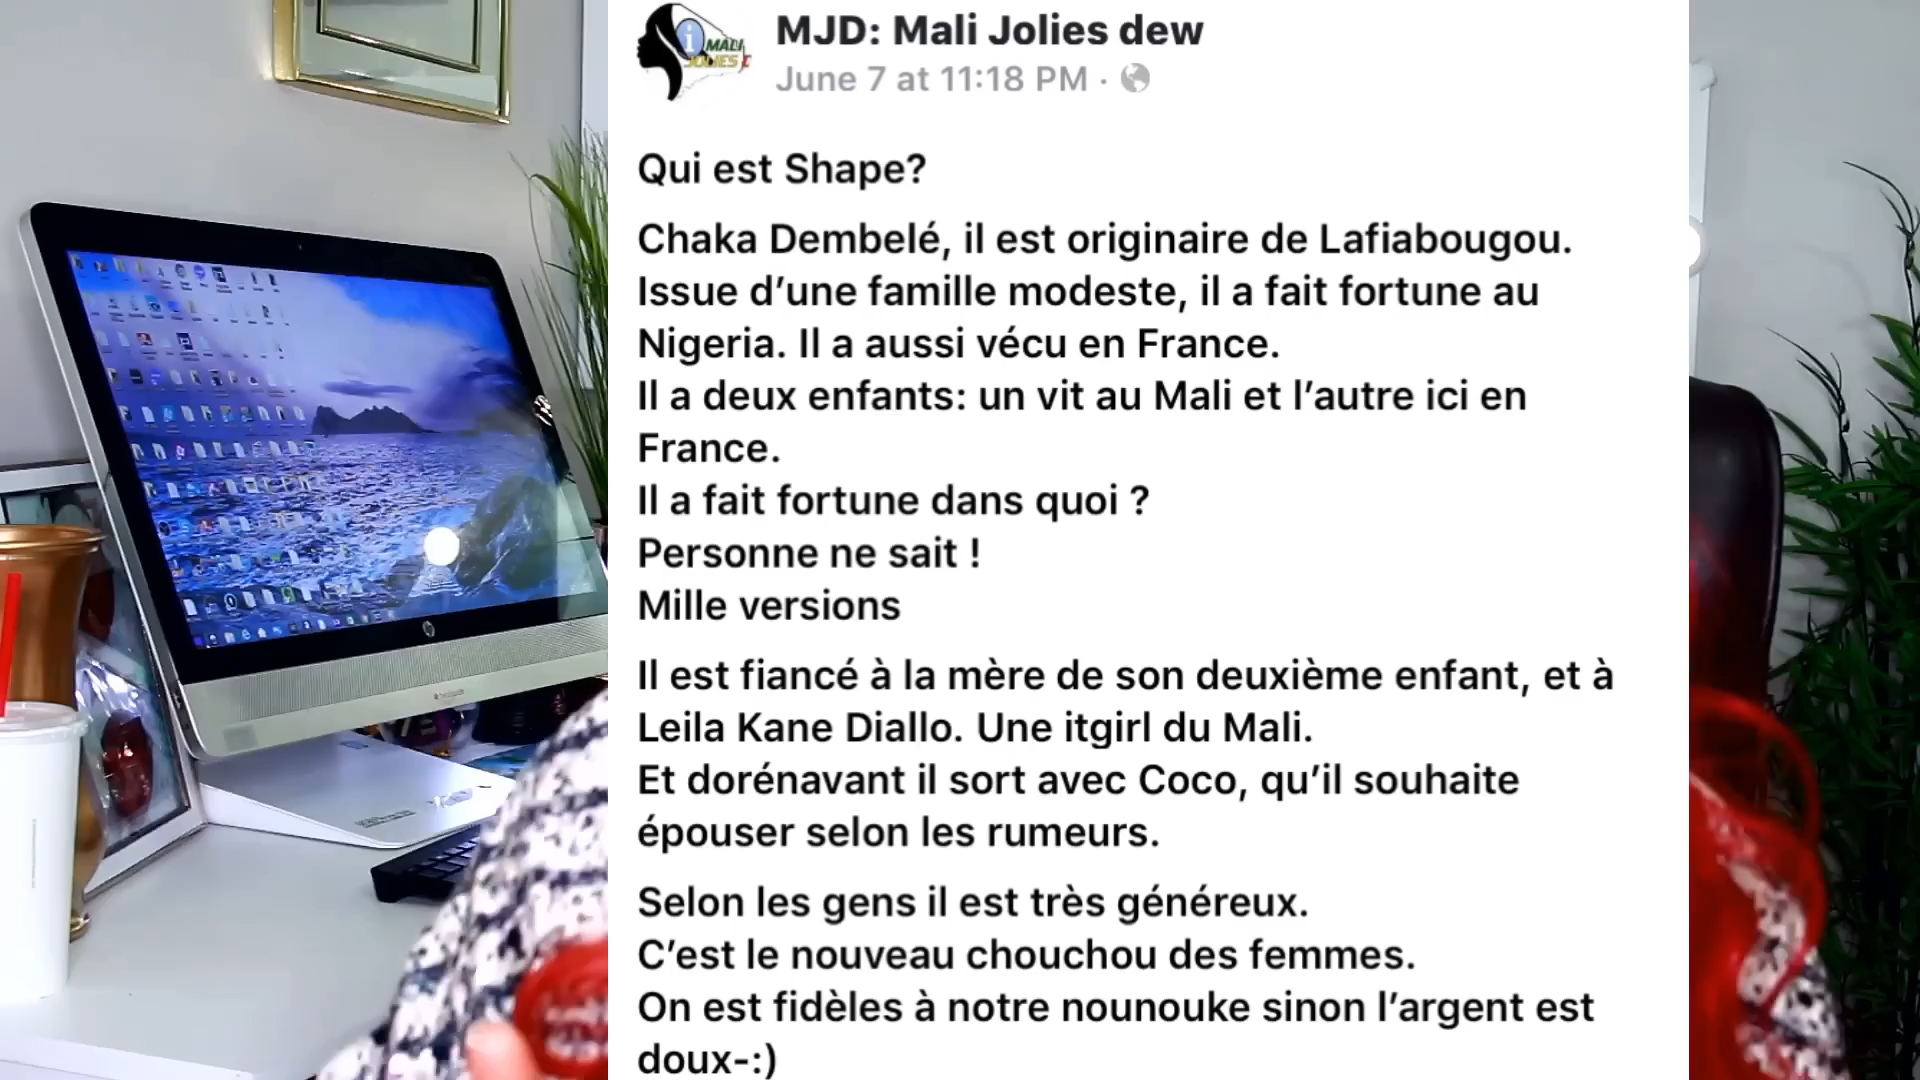 MALI
JOLIES
MJD: Mali Jolies dew
June 7 at 11:18 PM ·
Qui est Shape?
Chaka Dembelé, il est originaire de Lafiabougou.
Issue d’une famille modeste, il a fait fortune au
Nigeria. Il a aussi vécu en France.
Il a deux enfants: un vit au Mali et l’autre ici en
France.
Il a fait fortune dans quoi ?
Personne ne sait !
Mille versions
Il est fiancé à la mère de son deuxième enfant, et à
Leila Kane Diallo. Une itgirl du Mali.
Et dorénavant il sort avec Coco, qu’il souhaite
épouser selon les rumeurs.
Selon les gens il est très généreux.
C’est le nouveau chouchou des femmes.
On est fidèles à notre nounouke sinon l’argent est
doux-:)